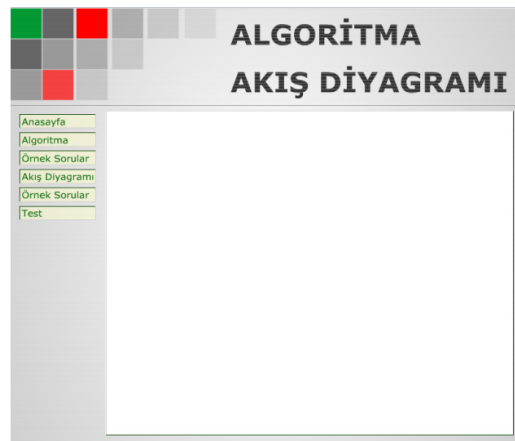 ALGORİTMA
AKIŞ DİYAGRAMI
Anasayfa
Algoritma
Örnek Sorular
Akış Diyagramı
Örnek Sorular
Test